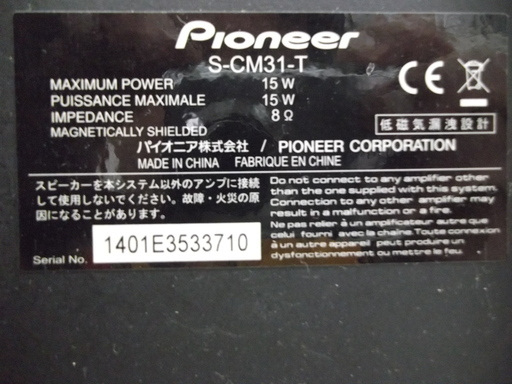 Pioneer
S-CM31-T
MAXIMUM POWER 15 W
PUISSANCE MAXIMALE 15 W
IMPEDANCE 8 Ω
MAGNETICALLY SHIELDED
低磁気漏洩設計
パイオニア株式会社 / PIONEER CORPORATION
MADE IN CHINA FABRIQUE EN CHINE
スピーカーを本システム以外のアンプに接続
して使用しないでください。故障・火災の原
因になることがあります。
Do not connect to any amplifier other
than the one supplied with this system.
Connection to any other amplifier may
result in a malfunction or a fire.
Ne pas relier à un amplificateur autre que
celui fourni avec la chaîne. Toute connexion
à un autre appareil peut produire un
dysfonctionnement ou mettre le feu.
Serial No. 1401E3533710
CE